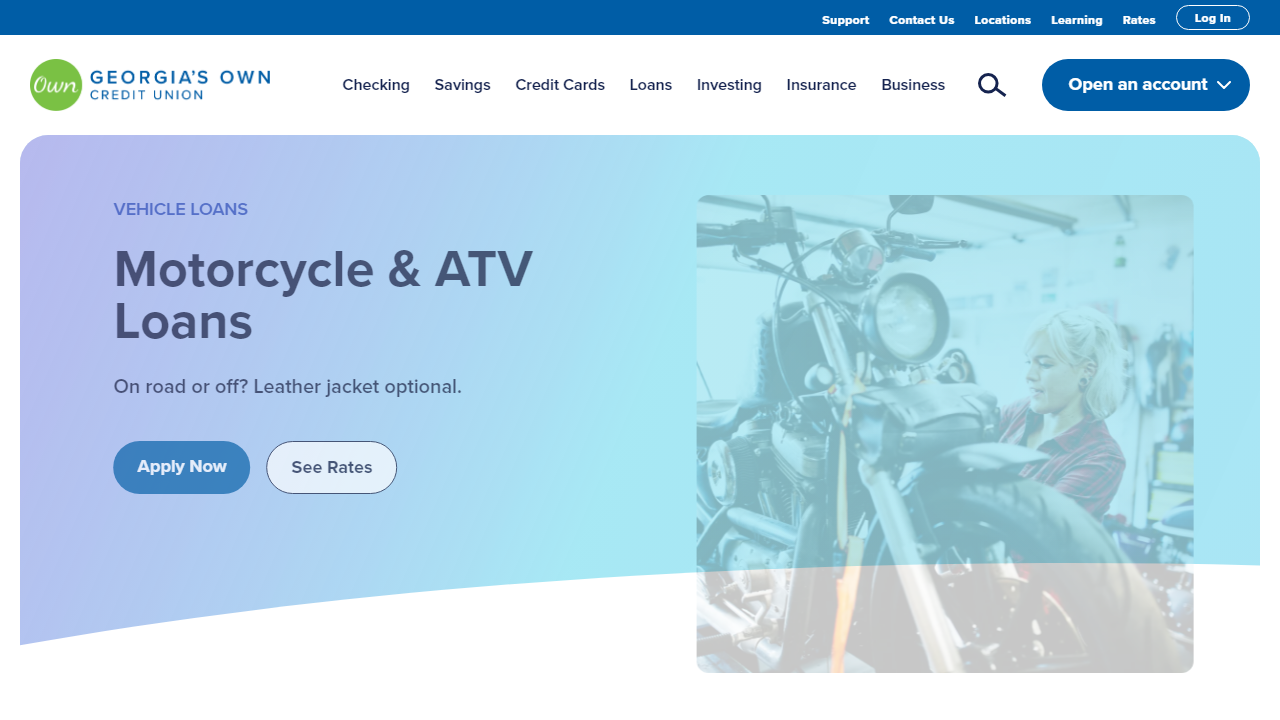 Support Contact Us Locations Learning Rates Log In
Own GEORGIA'S OWN
CREDIT UNION
Checking Savings Credit Cards Loans Investing Insurance Business Open an account
VEHICLE LOANS
Motorcycle & ATV
Loans
On road or off? Leather jacket optional.
Apply Now See Rates